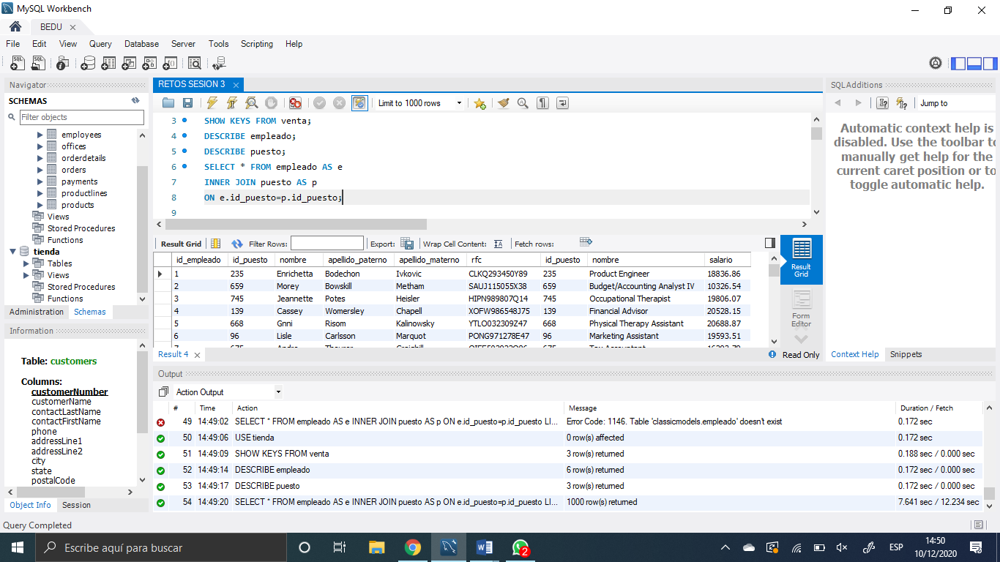 MySQL Workbench
BEDU
File Edit View Query Database Server Tools Scripting Help
Navigator
SCHEMAS
Filter objects
employees
offices
orderdetails
orders
payments
productlines
products
Views
Stored Procedures
Functions
tienda
Tables
Views
Stored Procedures
Functions
Administration Schemas
Information
Table: customers
Columns:
customerNumber
customerName
contactLastName
contactFirstName
phone
addressLine1
addressLine2
city
state
postalCode
Object Info Session
RETOS SESION 3
Limit to 1000 rows
3 SHOW KEYS FROM venta;
4 DESCRIBE empleado;
5 DESCRIBE puesto;
6 SELECT * FROM empleado AS e
7 INNER JOIN puesto AS p
8 ON e.id_puesto=p.id_puesto;
9
Result Grid Filter Rows: Export: Wrap Cell Content: Fetch rows:
id_empleado id_puesto nombre apellido_paterno apellido_materno rfc id_puesto nombre salario
1 235 Enrichetta Bodechon Ivkovic CLKQ293450Y89 235 Product Engineer 18836.86
2 659 Morey Bowskill Metham SAUJ115055X38 659 Budget/Accounting Analyst IV 10326.54
3 745 Jeannette Potes Heisler HIPN989807Q14 745 Occupational Therapist 19806.07
4 139 Cassey Womersley Chapell XOFW986548J75 139 Financial Advisor 20528.15
5 668 Gnni Risom Kalinowsky YTLO032309Z47 668 Physical Therapy Assistant 20688.87
6 96 Lisle Carlsson Marquot PONG971278E47 96 Marketing Assistant 19593.51
Result Grid
Form Editor
Result 4
Read Only
SQLAdditions
Jump to
Automatic context help is
disabled. Use the toolbar to
manually get help for the
current caret position or to
toggle automatic help.
Context Help Snippets
Output
Action Output
# Time Action Message Duration / Fetch
49 14:49:02 SELECT * FROM empleado AS e INNER JOIN puesto AS p ON e.id_puesto=p.id_puesto LI... Error Code: 1146. Table 'classicmodels.empleado' doesn't exist 0.172 sec
50 14:49:06 USE tienda 0 row(s) affected 0.172 sec
51 14:49:09 SHOW KEYS FROM venta 3 row(s) returned 0.188 sec / 0.000 sec
52 14:49:14 DESCRIBE empleado 6 row(s) returned 0.172 sec / 0.000 sec
53 14:49:17 DESCRIBE puesto 3 row(s) returned 0.172 sec / 0.000 sec
54 14:49:20 SELECT * FROM empleado AS e INNER JOIN puesto AS p ON e.id_puesto=p.id_puesto LI... 1000 row(s) returned 7.641 sec / 12.234 sec
Query Completed
Escribe aquí para buscar
2
ESP
14:50
10/12/2020